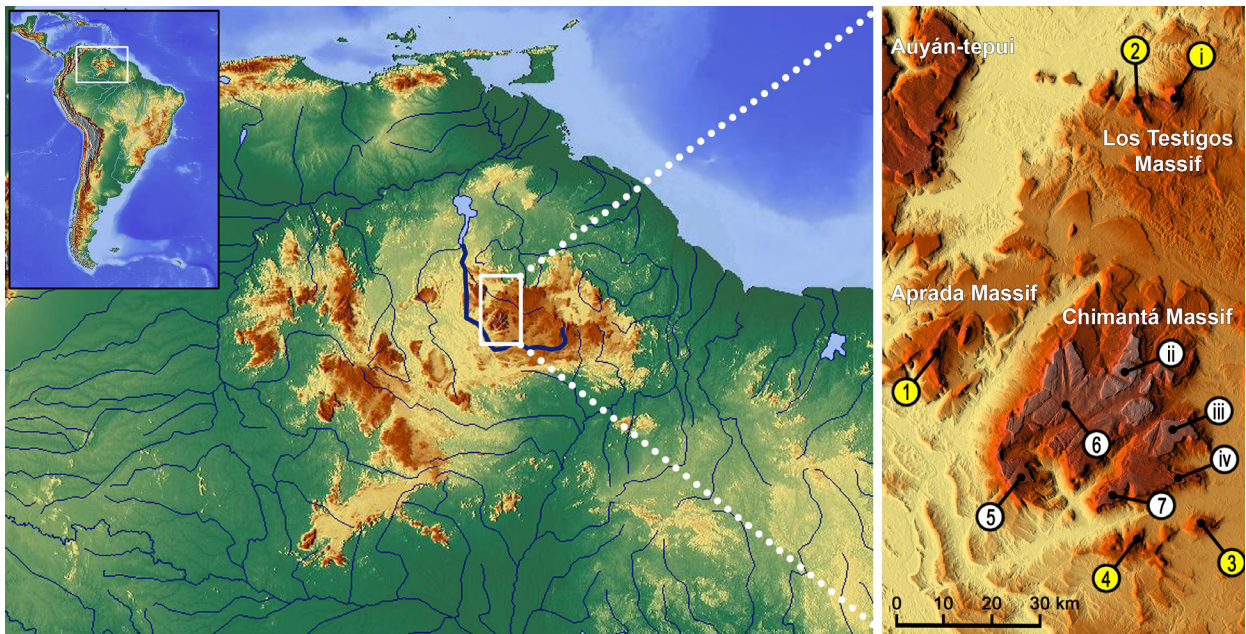 Auyán-tepui
2
i
Los Testigos
Massif
Aprada Massif
Chimantá Massif
ii
1
iii
6
iv
5
7
3
4
0 10 20 30 km